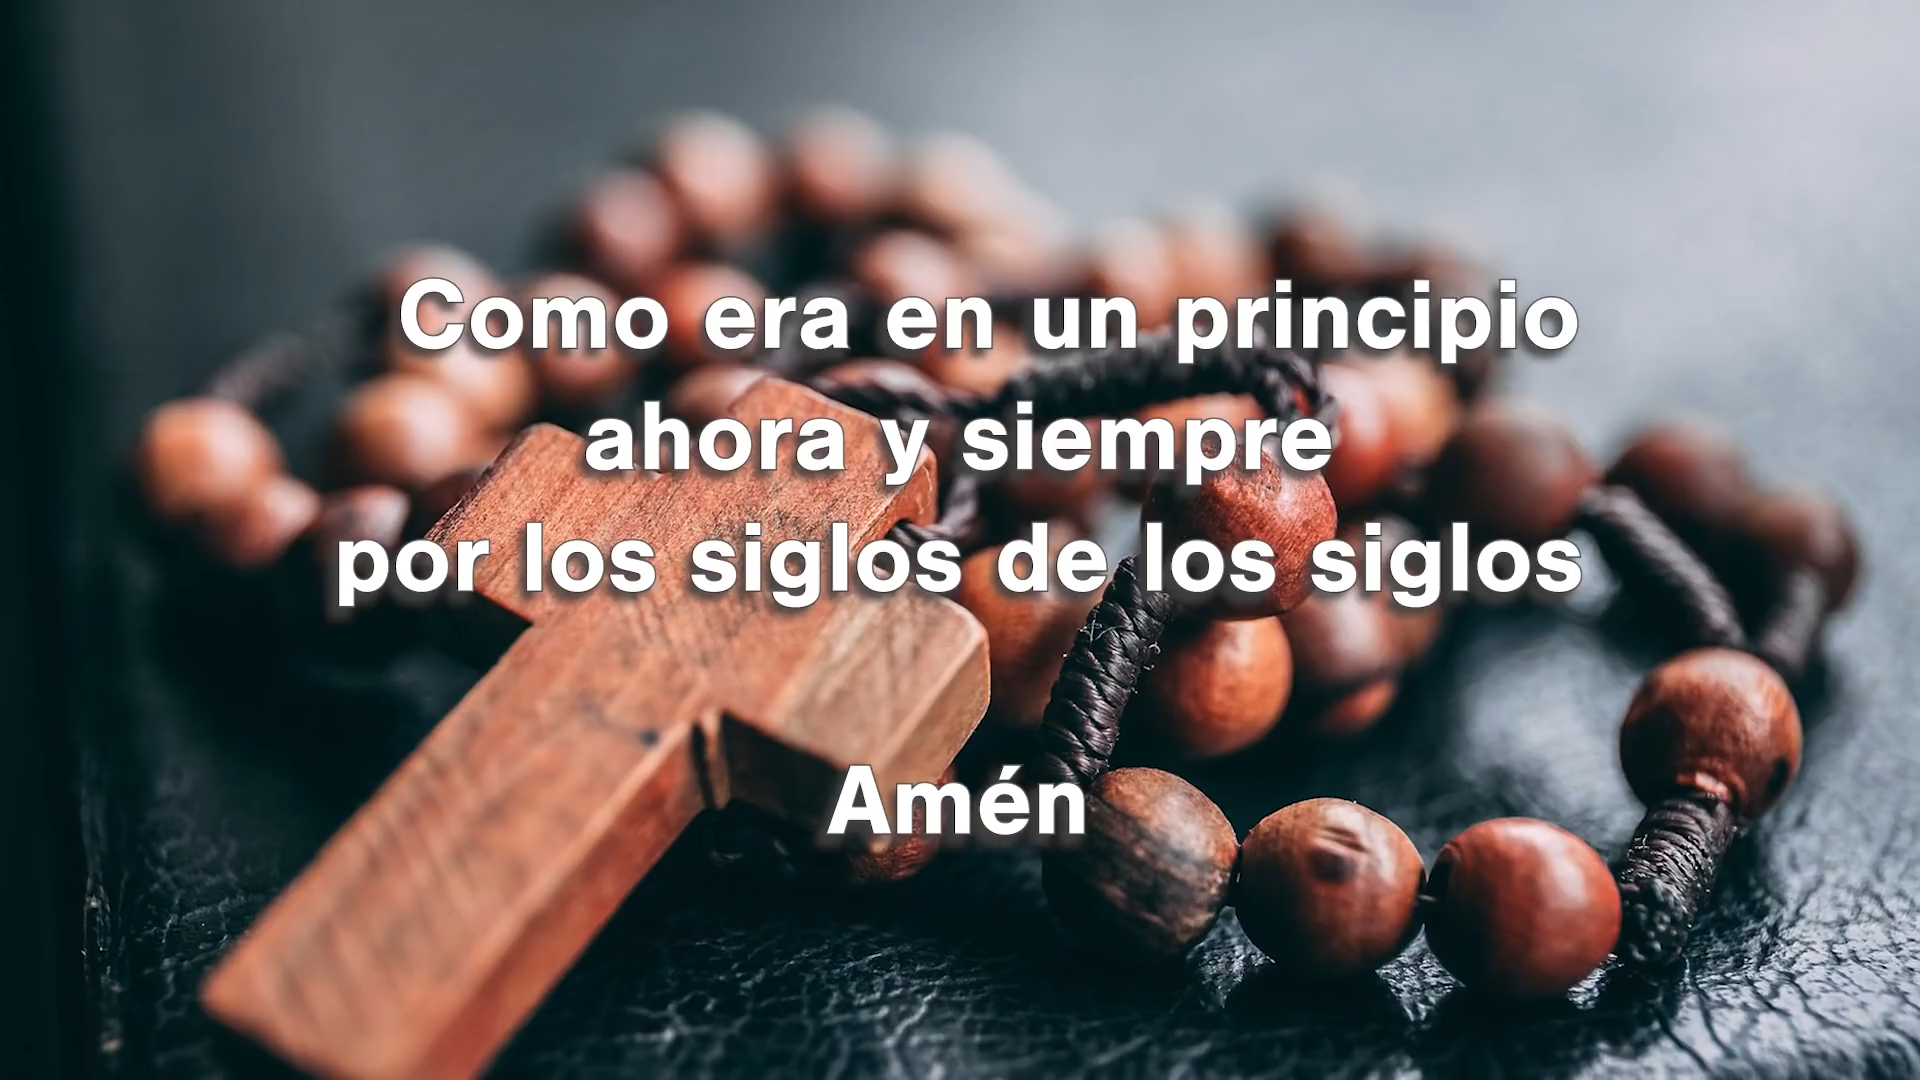 Como era en un principio
ahora y siempre
por los siglos de los siglos
Amén